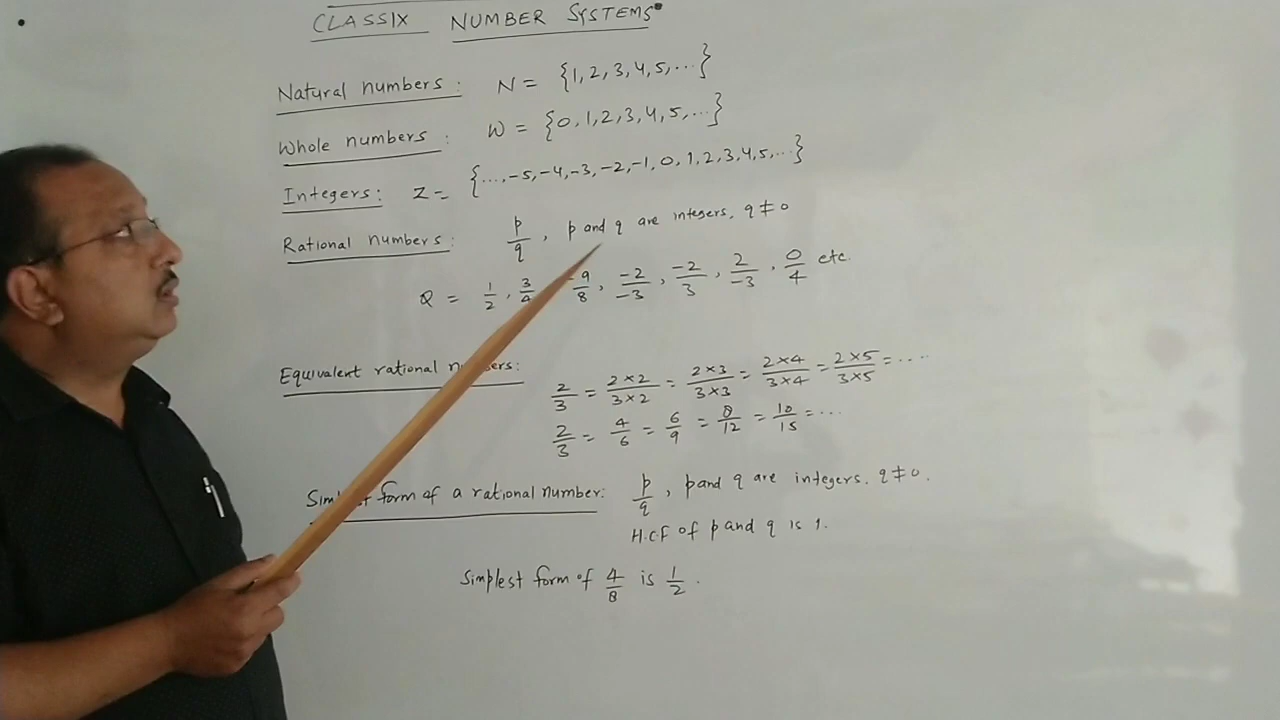 CLASS IX NUMBER SYSTEMS
Natural numbers: N = {1, 2, 3, 4, 5, ...}
Whole numbers: W = {0, 1, 2, 3, 4, 5, ...}
Integers: Z = {..., -5, -4, -3, -2, -1, 0, 1, 2, 3, 4, 5, ...}
Rational numbers: p/q, p and q are integers, q ≠ 0
Q = 1/2, 3/4, -9/8, -2/-3, -2/3, 2/-3, 0/4 etc.
Equivalent rational numbers: 2/3 = 2×2/3×2 = 2×3/3×3 = 2×4/3×4 = 2×5/3×5 = ....
2/3 = 4/6 = 6/9 = 8/12 = 10/15 = ...
Simplest form of a rational number: p/q, p and q are integers. q ≠ 0.
H.C.F of p and q is 1.
Simplest form of 4/8 is 1/2.